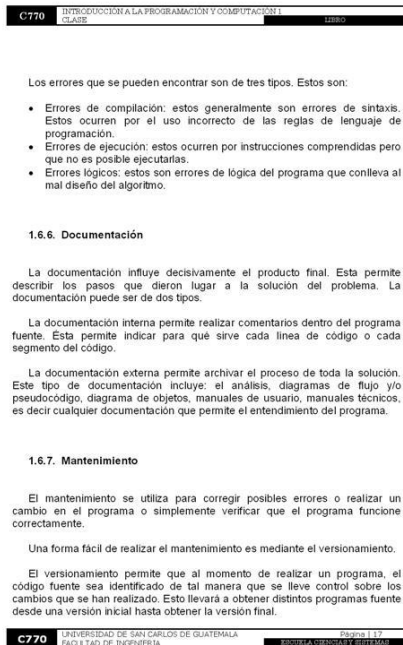 C770 INTRODUCCIÓN A LA PROGRAMACIÓN Y COMPUTACIÓN 1
CLASE LIBRO
Los errores que se pueden encontrar son de tres tipos. Estos son:
• Errores de compilación: estos generalmente son errores de sintaxis.
Estos ocurren por el uso incorrecto de las reglas de lenguaje de
programación.
• Errores de ejecución: estos ocurren por instrucciones comprendidas pero
que no es posible ejecutarlas.
• Errores lógicos: estos son errores de lógica del programa que conlleva al
mal diseño del algoritmo.
1.6.6. Documentación
La documentación influye decisivamente el producto final. Esta permite
describir los pasos que dieron lugar a la solución del problema. La
documentación puede ser de dos tipos.
La documentación interna permite realizar comentarios dentro del programa
fuente. Ésta permite indicar para qué sirve cada línea de código o cada
segmento del código.
La documentación externa permite archivar el proceso de toda la solución.
Este tipo de documentación incluye: el análisis, diagramas de flujo y/o
pseudocódigo, diagrama de objetos, manuales de usuario, manuales técnicos,
es decir cualquier documentación que permite el entendimiento del programa.
1.6.7. Mantenimiento
El mantenimiento se utiliza para corregir posibles errores o realizar un
cambio en el programa o simplemente verificar que el programa funcione
correctamente.
Una forma fácil de realizar el mantenimiento es mediante el versionamiento.
El versionamiento permite que al momento de realizar un programa, el
código fuente sea identificado de tal manera que se lleve control sobre los
cambios que se han realizado. Esto llevará a obtener distintos programas fuente
desde una versión inicial hasta obtener la versión final.
C770 UNIVERSIDAD DE SAN CARLOS DE GUATEMALA Página | 17
FACULTAD DE INGENIERÍA ESCUELA CIENCIAS Y SISTEMAS